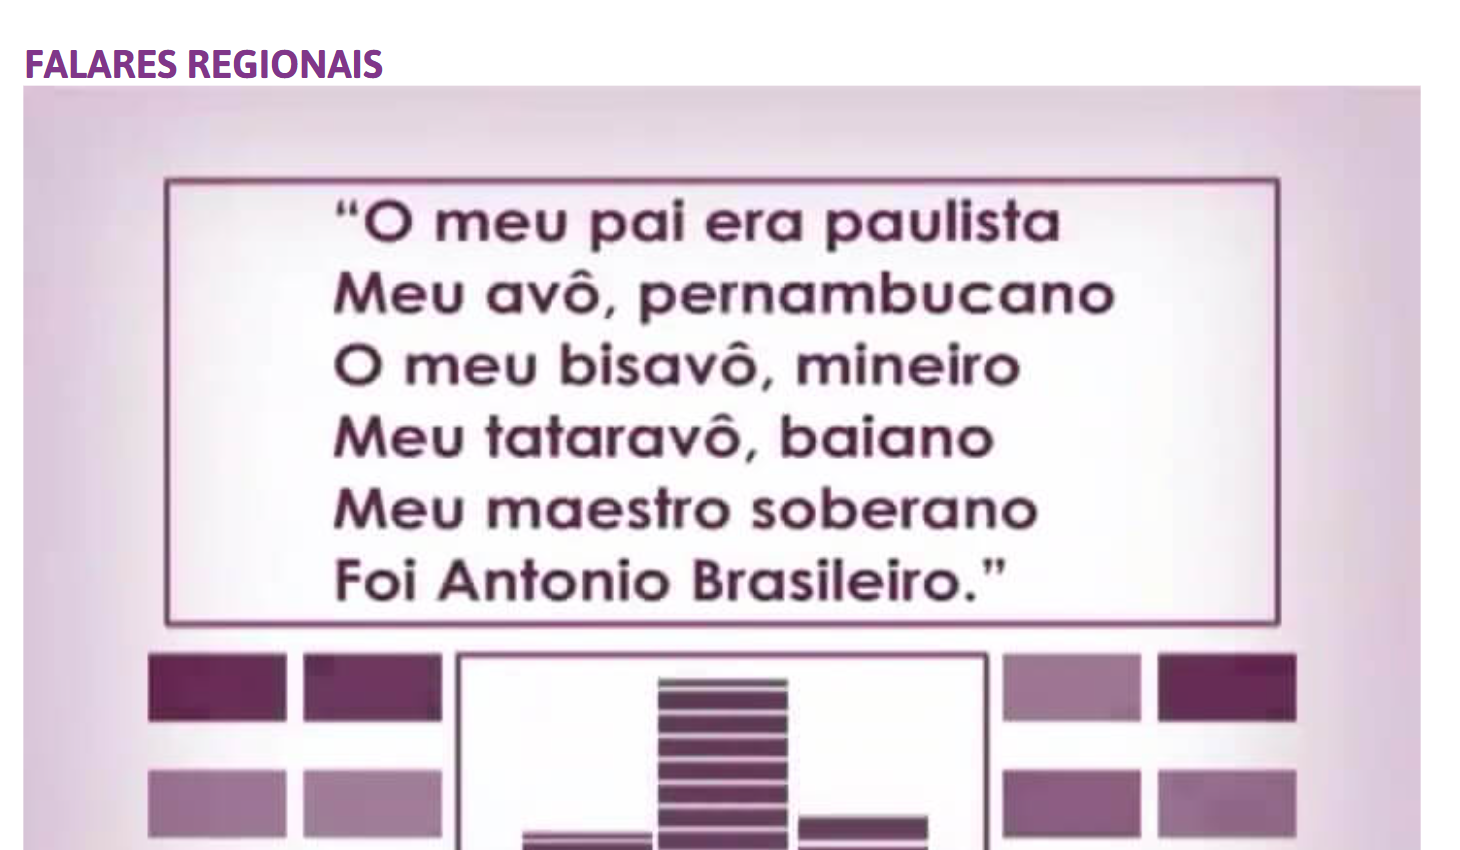 FALARES REGIONAIS
“O meu pai era paulista
Meu avô, pernambucano
O meu bisavô, mineiro
Meu tataravô, baiano
Meu maestro soberano
Foi Antonio Brasileiro.”